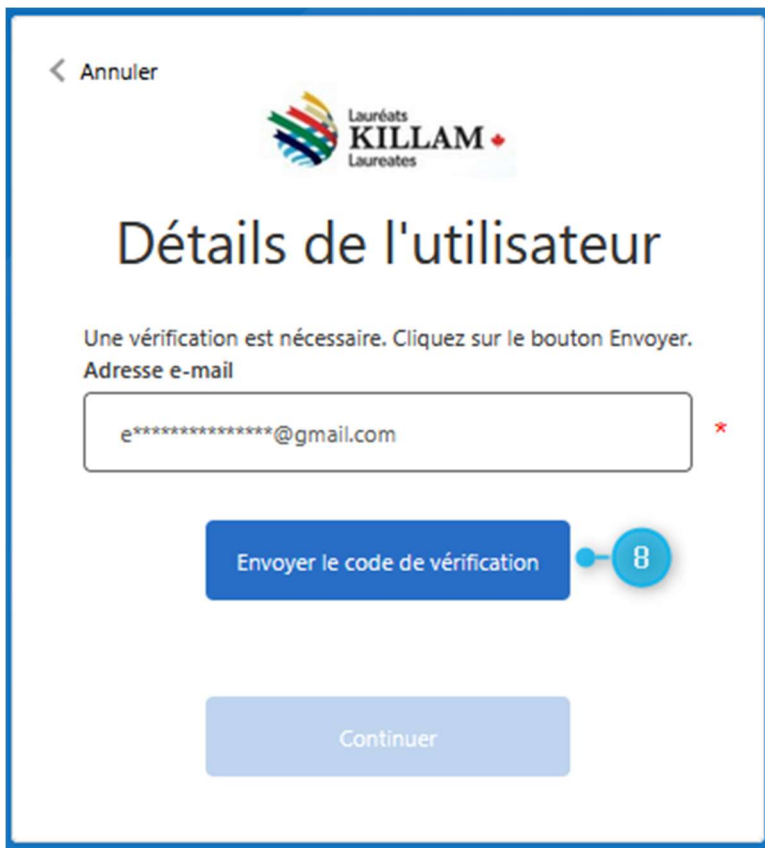 Annuler
Lauréats
KILLAM
Laureates
Détails de l'utilisateur
Une vérification est nécessaire. Cliquez sur le bouton Envoyer.
Adresse e-mail
e***************@gmail.com
*
Envoyer le code de vérification
8
Continuer